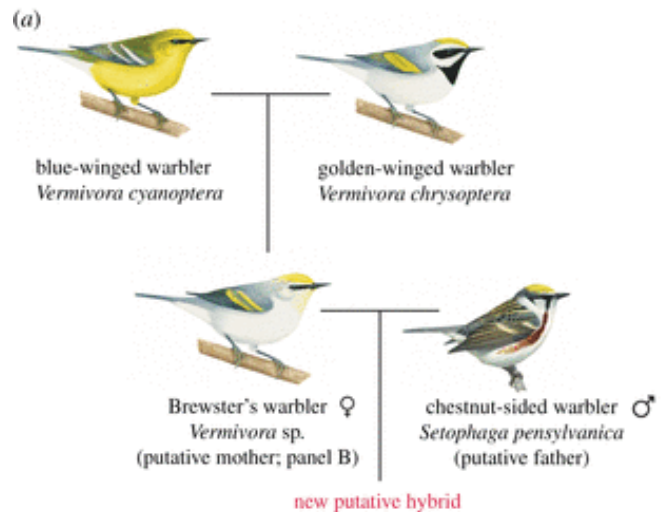 (a)
blue-winged warbler
Vermivora cyanoptera
golden-winged warbler
Vermivora chrysoptera
Brewster's warbler ♀
Vermivora sp.
(putative mother; panel B)
chestnut-sided warbler ♂
Setophaga pensylvanica
(putative father)
new putative hybrid